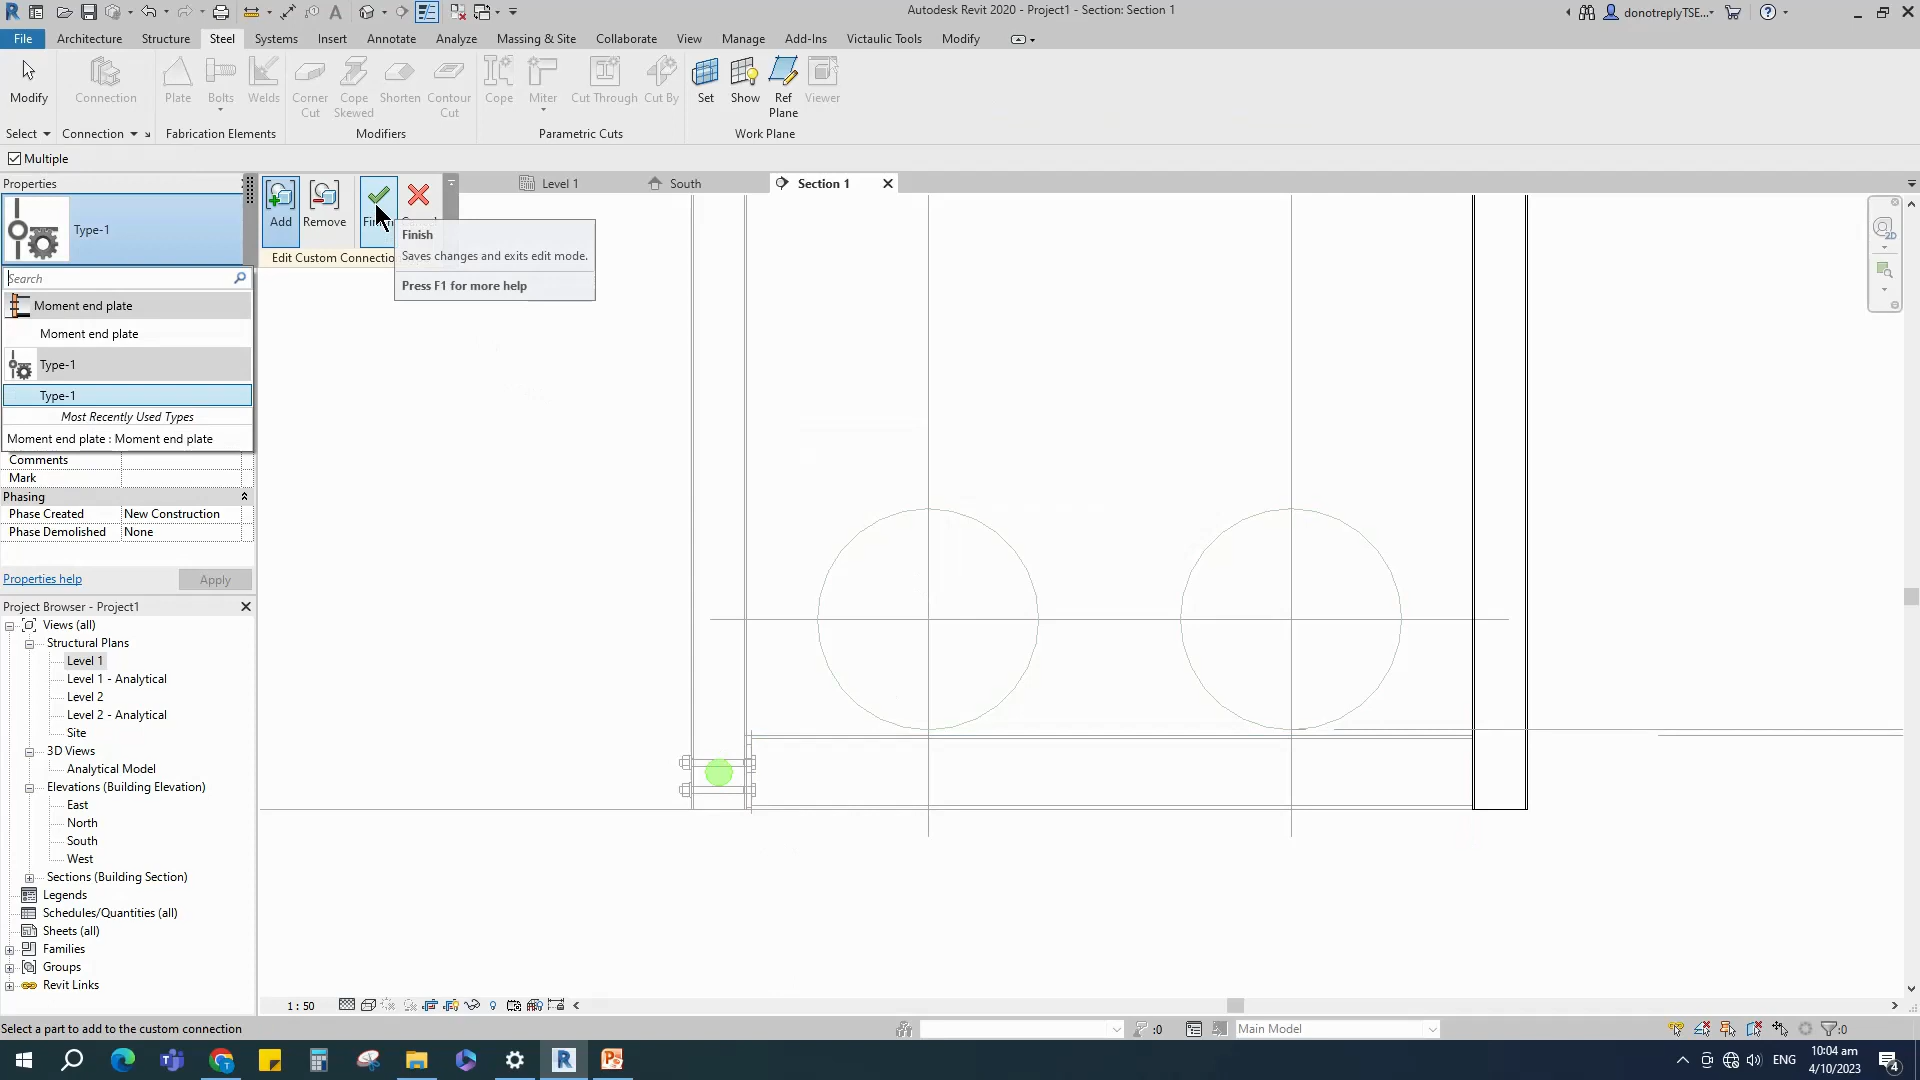 Autodesk Revit 2020 - Project1 - Section: Section 1
donotreplyTSE...
File
Architecture
Structure
Steel
Systems
Insert
Annotate
Analyze
Massing & Site
Collaborate
View
Manage
Add-Ins
Victaulic Tools
Modify
Modify
Connection
Plate
Bolts
Welds
Corner Cut
Cope Skewed
Shorten
Contour Cut
Cope
Miter
Cut Through
Cut By
Set
Show
Ref Plane
Viewer
Select
Connection
Fabrication Elements
Modifiers
Parametric Cuts
Work Plane
Multiple
Properties
Type-1
Search
Moment end plate
Moment end plate
Type-1
Type-1
Most Recently Used Types
Moment end plate : Moment end plate
Comments
Mark
Phasing
Phase Created New Construction
Phase Demolished None
Properties help
Apply
Add
Remove
Edit Custom Connectio
Finish
Saves changes and exits edit mode.
Press F1 for more help
Level 1
South
Section 1
2D
Project Browser - Project1
Views (all)
Structural Plans
Level 1
Level 1 - Analytical
Level 2
Level 2 - Analytical
Site
3D Views
Analytical Model
Elevations (Building Elevation)
East
North
South
West
Sections (Building Section)
Legends
Schedules/Quantities (all)
Sheets (all)
Families
Groups
Revit Links
1 : 50
Select a part to add to the custom connection
:0
Main Model
:0
ENG
10:04 am
4/10/2023
4